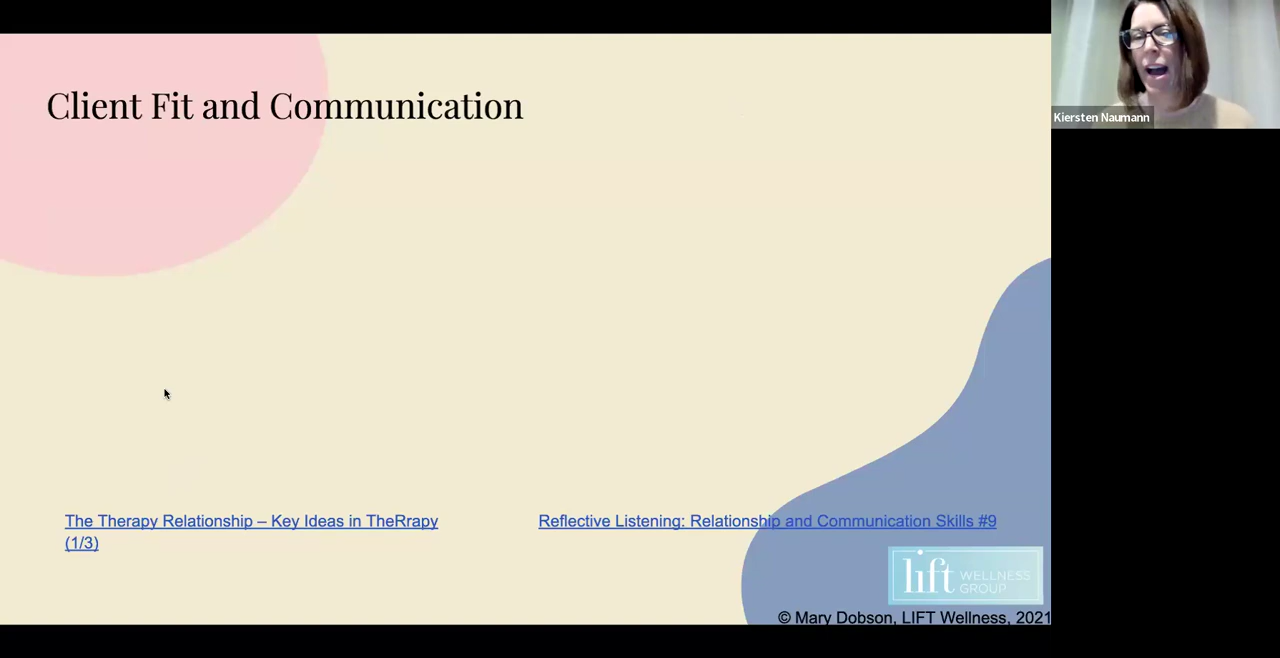 Client Fit and Communication
Kiersten Naumann
The Therapy Relationship – Key Ideas in TheRrapy
(1/3)
Reflective Listening: Relationship and Communication Skills #9
lift WELLNESS
GROUP
© Mary Dobson, LIFT Wellness, 2021